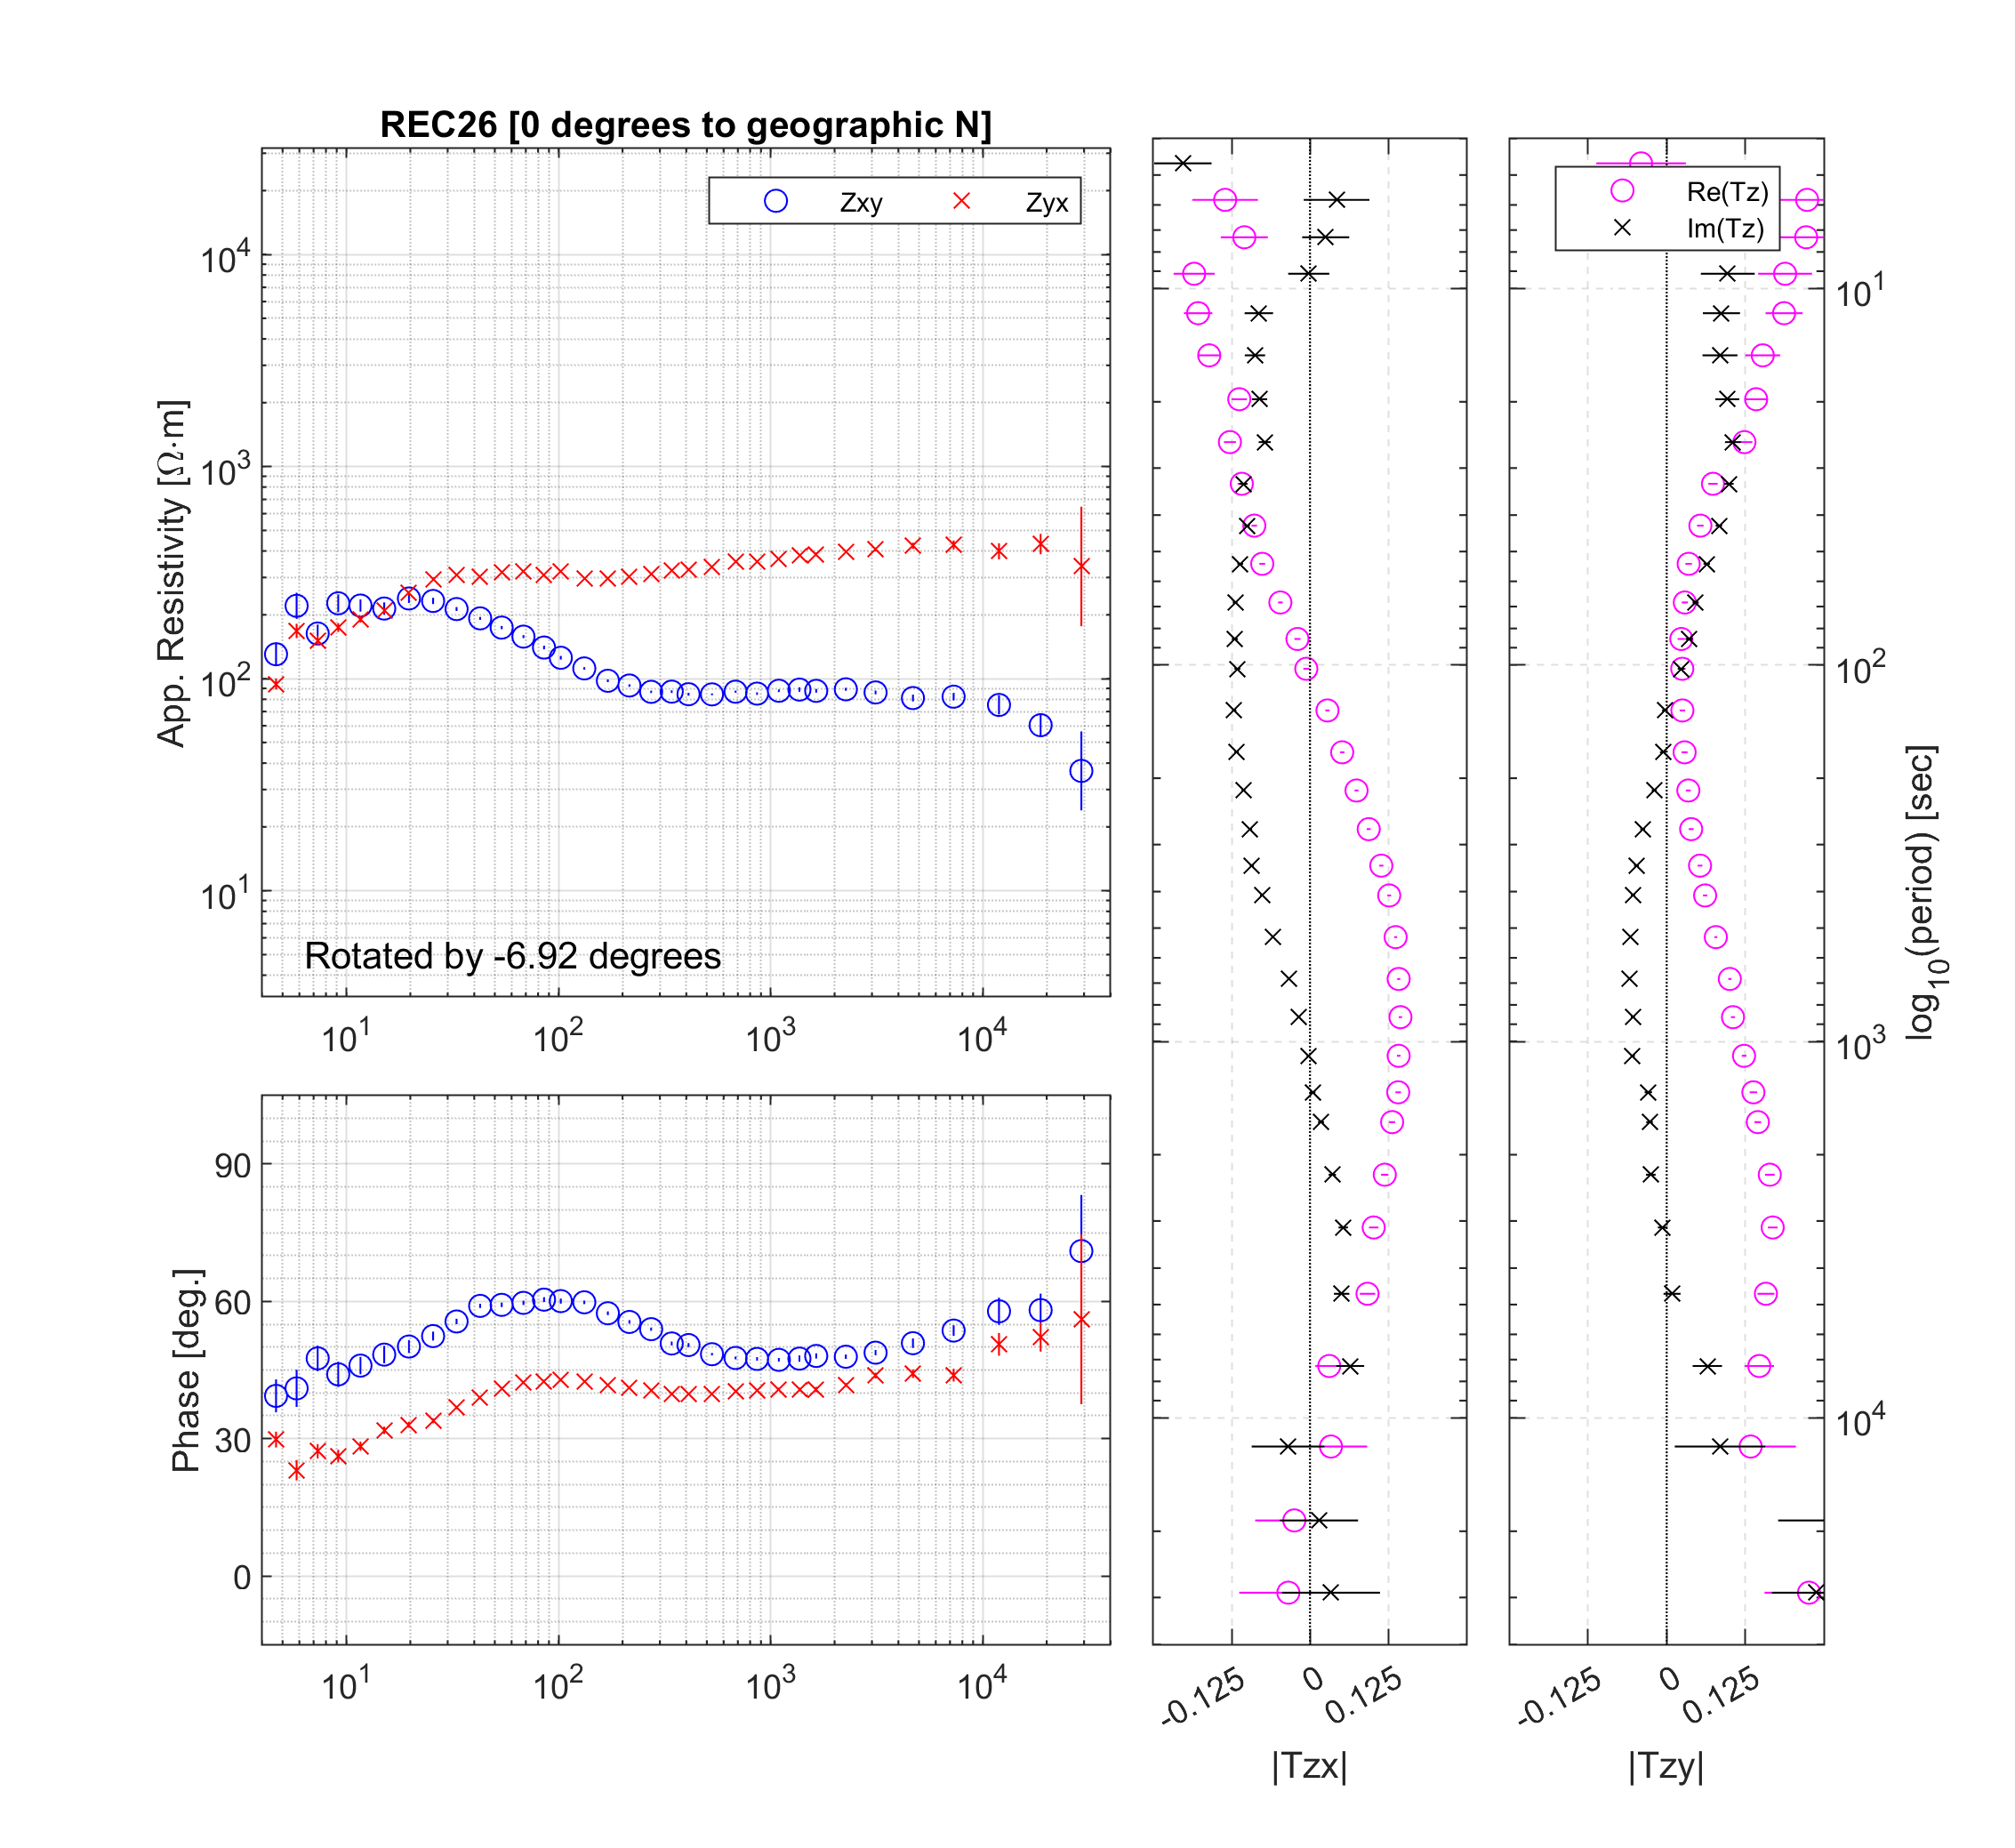 REC26 [0 degrees to geographic N]
Zxy Zyx
App. Resistivity [Ω·m]
10^4
10^3
10^2
10^1
Rotated by -6.92 degrees
10^1 10^2 10^3 10^4
Phase [deg.]
90
60
30
0
10^1 10^2 10^3 10^4
-0.125 0 0.125
|Tzx|
Re(Tz)
Im(Tz)
10^1
10^2
10^3
10^4
log_10(period) [sec]
-0.125 0 0.125
|Tzy|